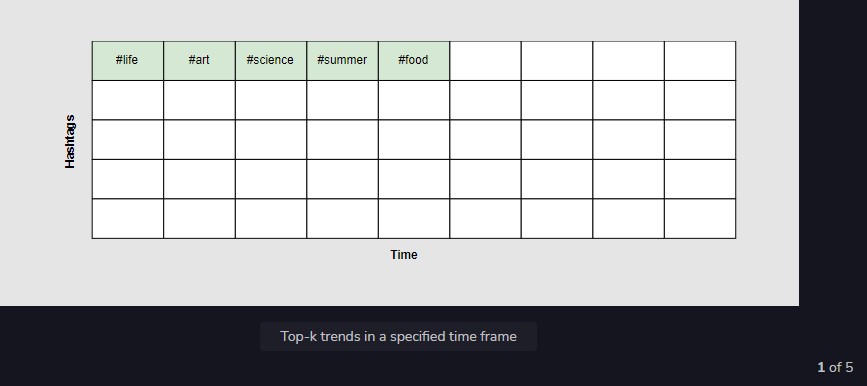 #life #art #science #summer #food
Hashtags
Time
Top-k trends in a specified time frame
1 of 5